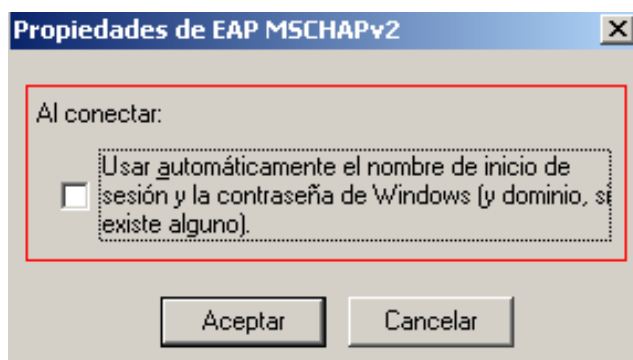 Propiedades de EAP MSCHAPv2
Al conectar:
Usar automáticamente el nombre de inicio de
sesión y la contraseña de Windows (y dominio, si
existe alguno).
Aceptar
Cancelar